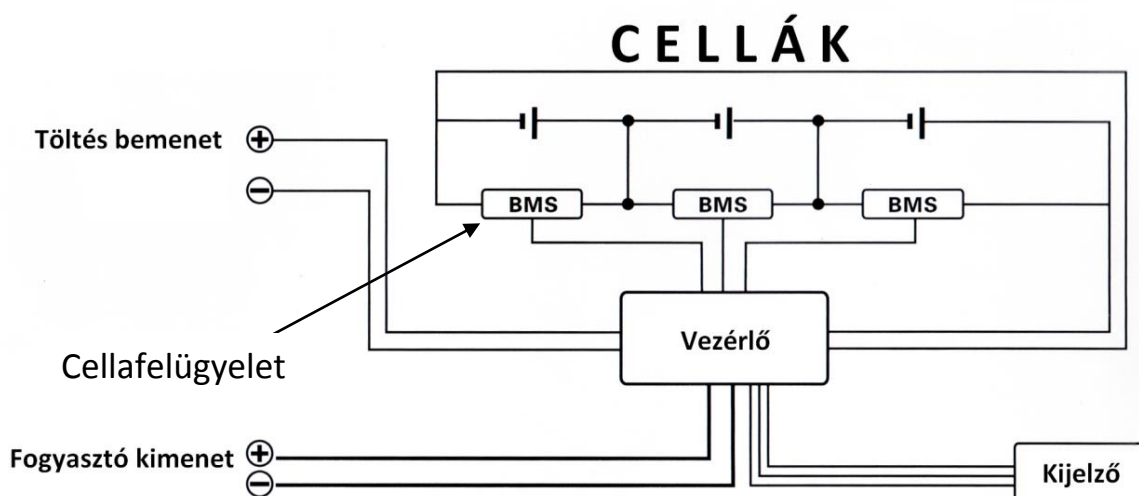 CELLÁK
Töltés bemenet +
−
BMS BMS BMS
Vezérlő
Cellafelügyelet
Fogyasztó kimenet +
−
Kijelző